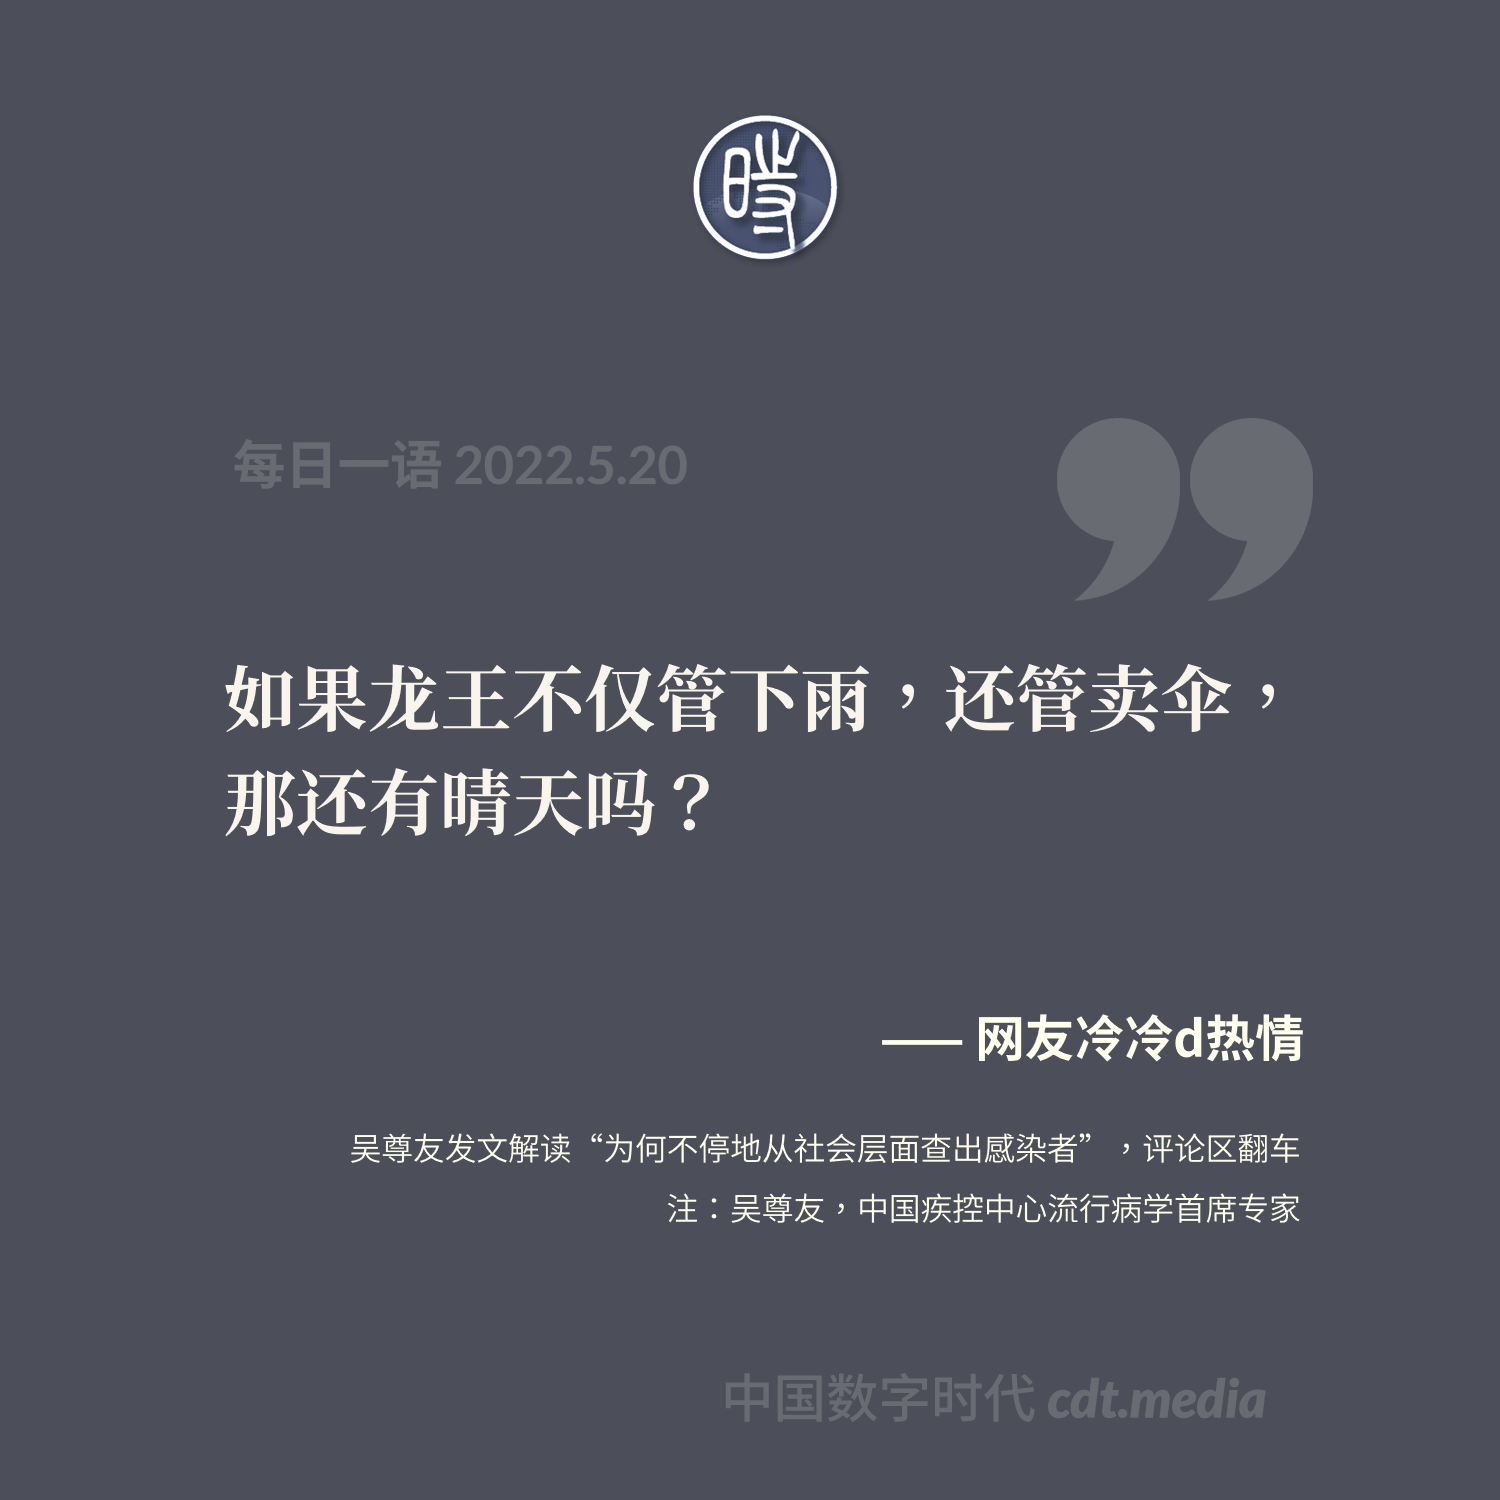 時
每日一语 2022.5.20
如果龙王不仅管下雨，还管卖伞，
那还有晴天吗？
—— 网友冷冷d热情
吴尊友发文解读“为何不停地从社会层面查出感染者”，评论区翻车
注：吴尊友，中国疾控中心流行病学首席专家
中国数字时代 cdt.media